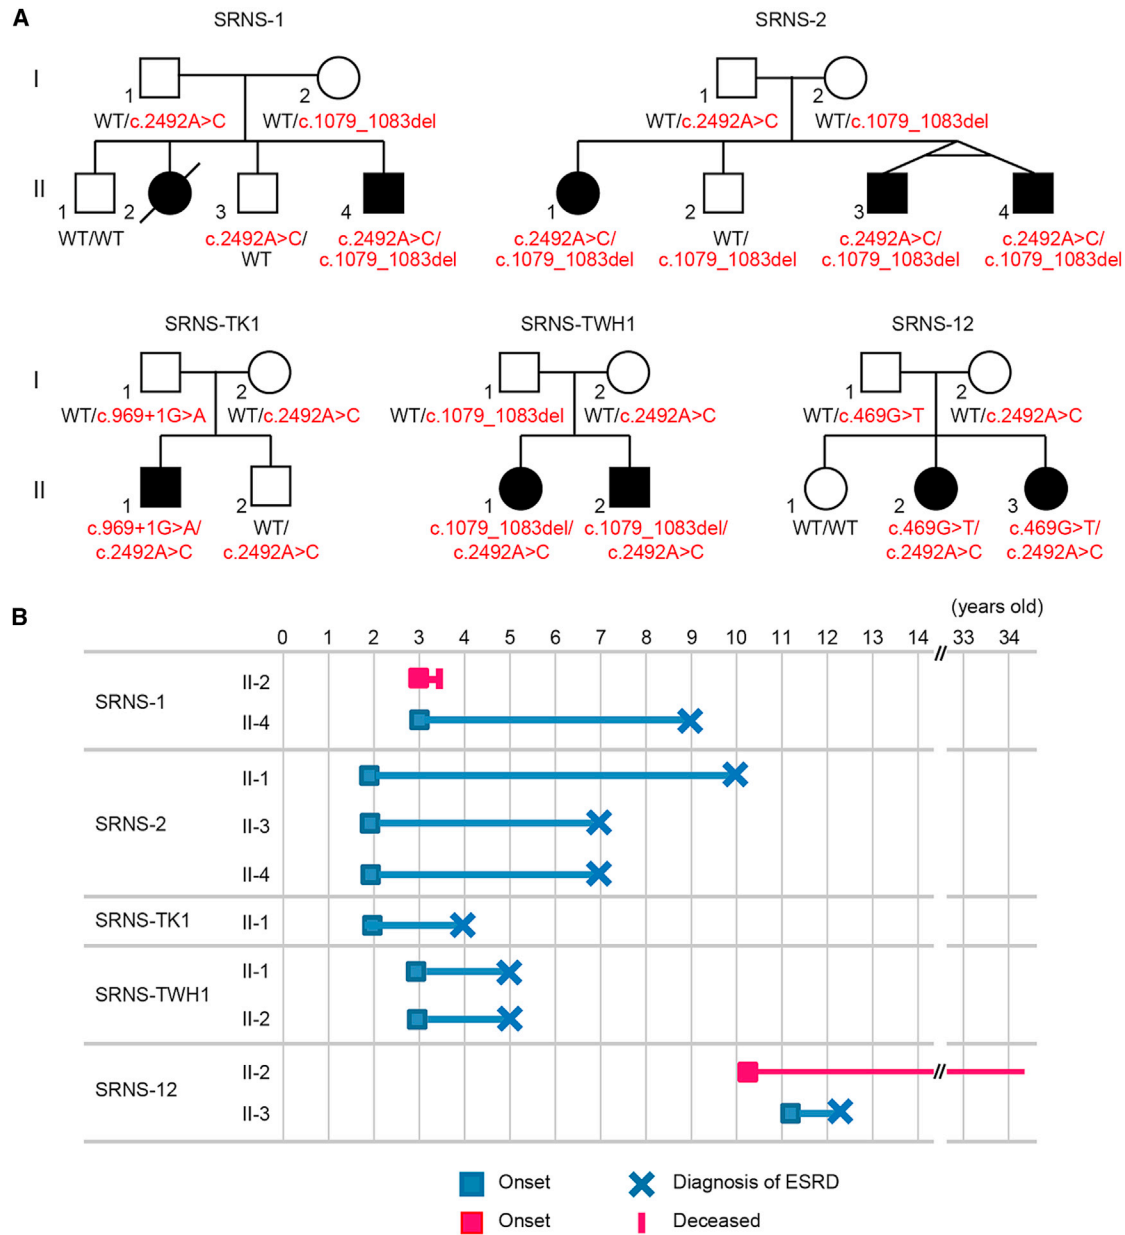 A
SRNS-1
SRNS-2
I
1
2
1
2
WT/c.2492A>C
WT/c.1079_1083del
WT/c.2492A>C
WT/c.1079_1083del
II
1
2
3
4
1
2
3
4
WT/WT
c.2492A>C/
WT
c.2492A>C/
c.1079_1083del
c.2492A>C/
c.1079_1083del
WT/
c.1079_1083del
c.2492A>C/
c.1079_1083del
c.2492A>C/
c.1079_1083del
SRNS-TK1
SRNS-TWH1
SRNS-12
I
1
2
1
2
1
2
WT/c.969+1G>A
WT/c.2492A>C
WT/c.1079_1083del
WT/c.2492A>C
WT/c.469G>T
WT/c.2492A>C
II
1
2
1
2
1
2
3
c.969+1G>A/
c.2492A>C
WT/
c.2492A>C
c.1079_1083del/
c.2492A>C
c.1079_1083del/
c.2492A>C
WT/WT
c.469G>T/
c.2492A>C
c.469G>T/
c.2492A>C
B
(years old)
0 1 2 3 4 5 6 7 8 9 10 11 12 13 14 // 33 34
SRNS-1
II-2
II-4
SRNS-2
II-1
II-3
II-4
SRNS-TK1
II-1
SRNS-TWH1
II-1
II-2
SRNS-12
II-2
//
II-3
Onset
Diagnosis of ESRD
Onset
Deceased